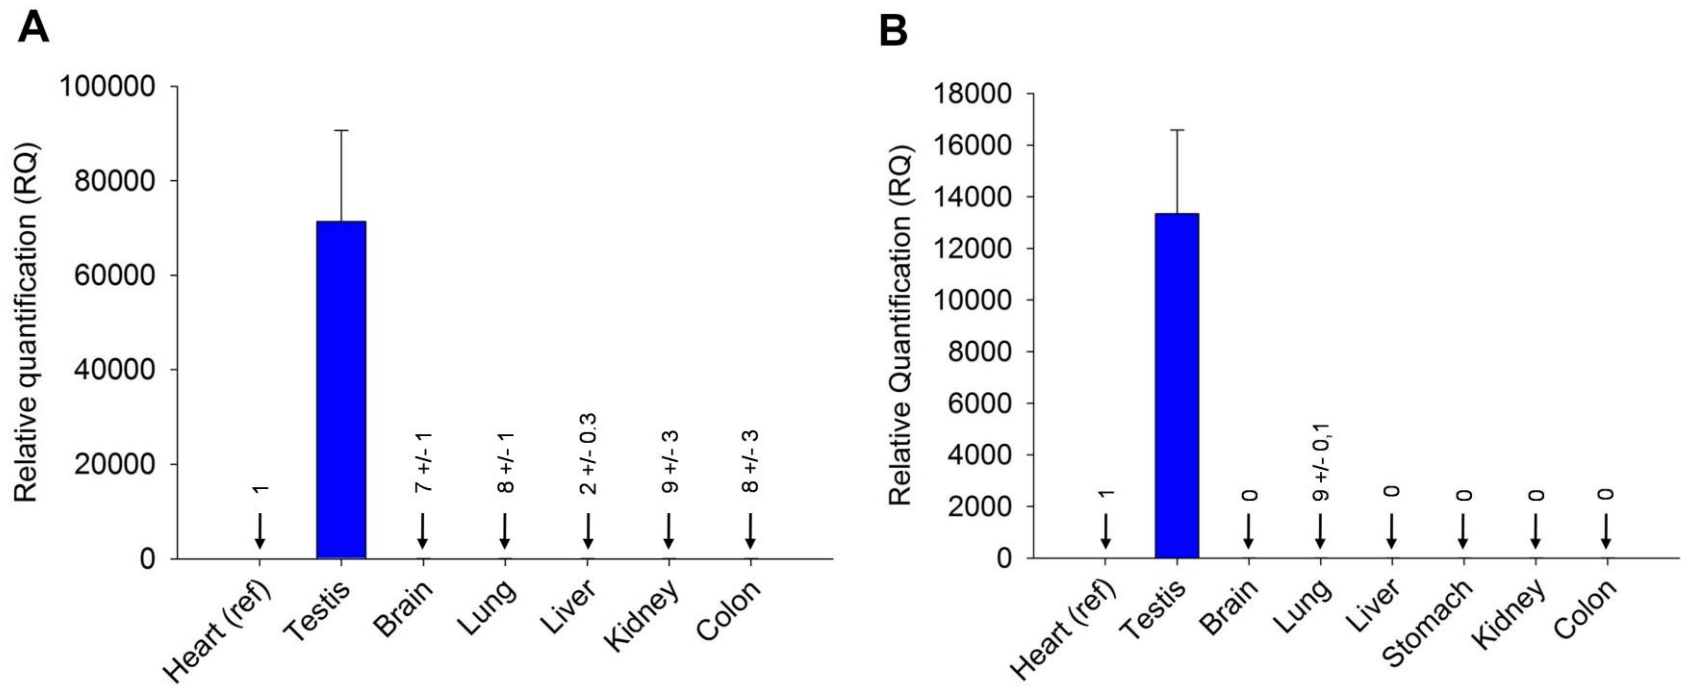 A
Relative quantification (RQ)
100000
80000
60000
40000
20000
0
1
7 +/- 1
8 +/- 1
2 +/- 0.3
9 +/- 3
8 +/- 3
Heart (ref)
Testis
Brain
Lung
Liver
Kidney
Colon
B
Relative Quantification (RQ)
18000
16000
14000
12000
10000
8000
6000
4000
2000
0
1
0
9 +/- 0,1
0
0
0
0
Heart (ref)
Testis
Brain
Lung
Liver
Stomach
Kidney
Colon